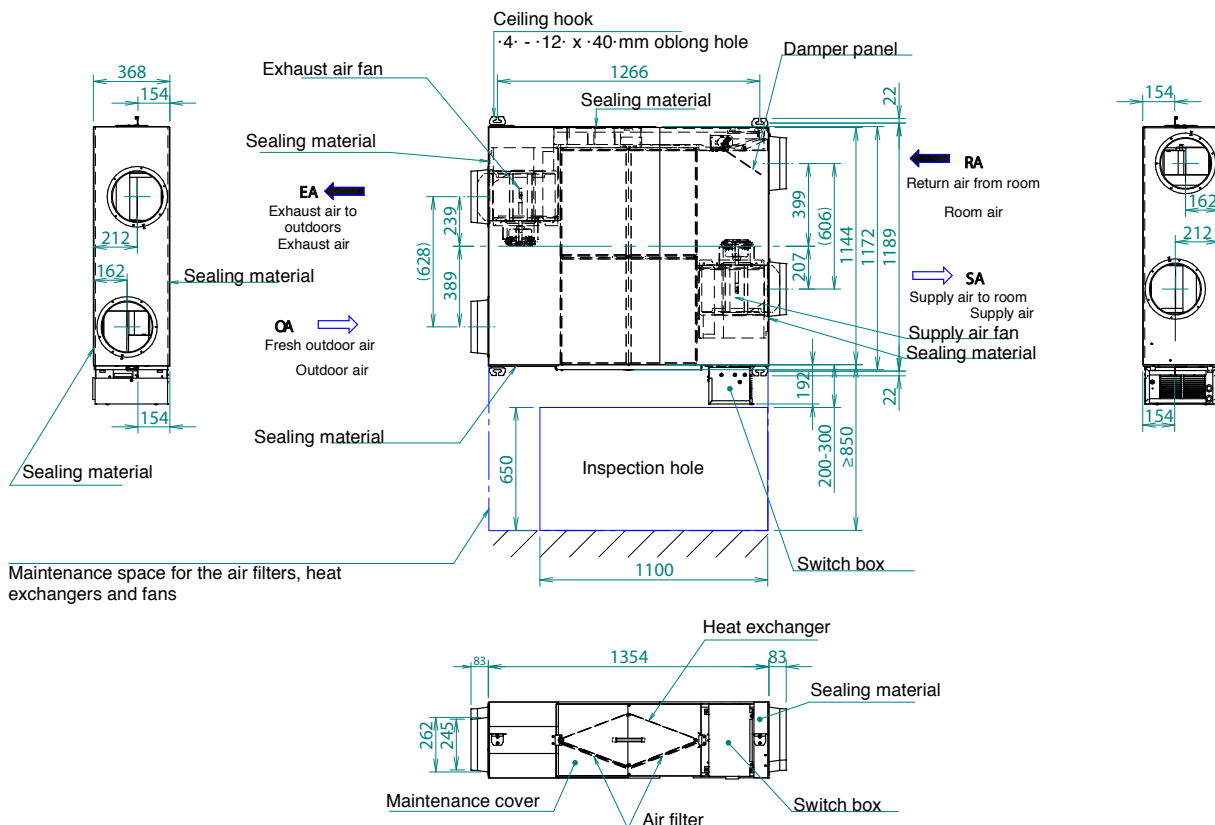 Ceiling hook
·4· - ·12· x ·40·mm oblong hole
Exhaust air fan
Damper panel
368
154
1266
22
Sealing material
Sealing material
EA
Exhaust air to
outdoors
Exhaust air
RA
Return air from room
Room air
154
162
212
212
162
239
(628)
389
399
(606)
207
1144
1172
1189
Sealing material
OA
Fresh outdoor air
Outdoor air
SA
Supply air to room
Supply air
Supply air fan
Sealing material
192
22
154
154
Sealing material
Sealing material
650
Inspection hole
200-300
≥850
Maintenance space for the air filters, heat
exchangers and fans
1100
Switch box
Heat exchanger
83
1354
83
Sealing material
262
245
Maintenance cover
Air filter
Switch box